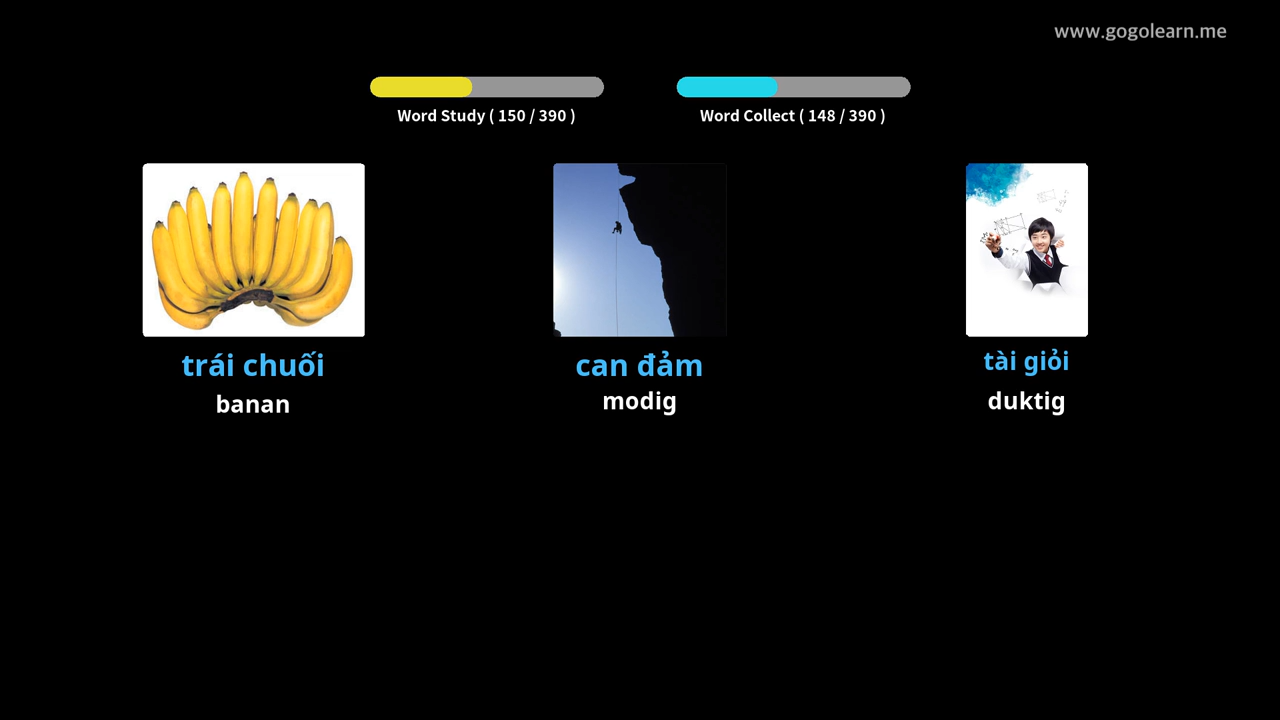 www.gogolearn.me
Word Study ( 150 / 390 )
Word Collect ( 148 / 390 )
trái chuối
banan
can đảm
modig
tài giỏi
duktig